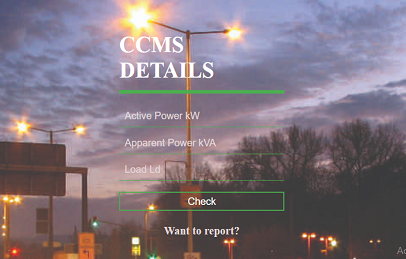 CCMS
DETAILS
Active Power kW
Apparent Power kVA
Load Ld
Check
Want to report?
Ac